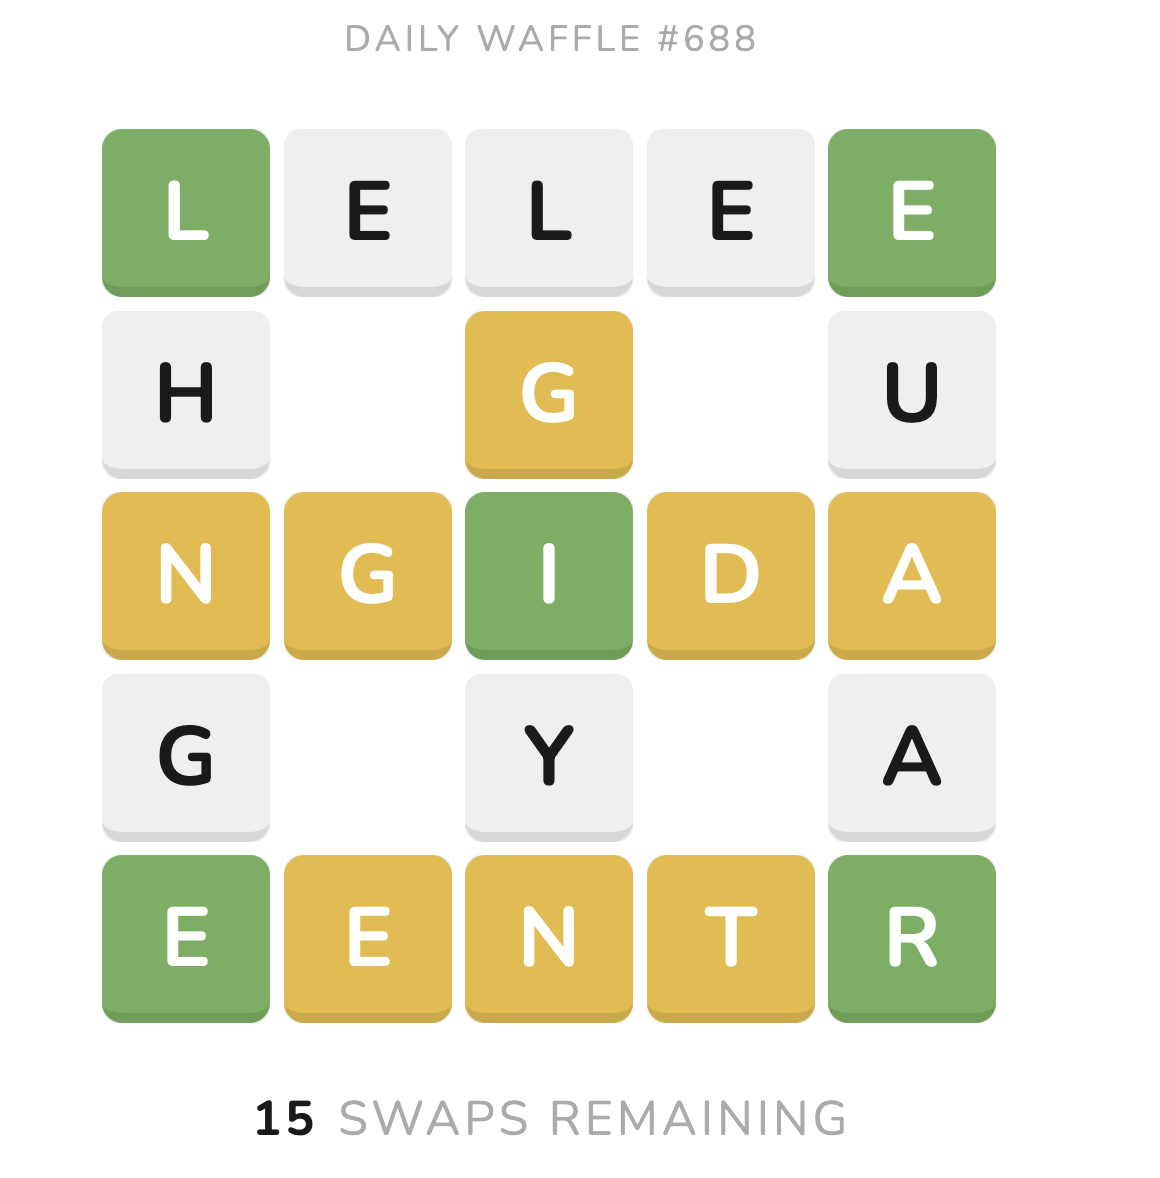 DAILY WAFFLE #688
L E L E E
H G U
N G I D A
G Y A
E E N T R
15 SWAPS REMAINING